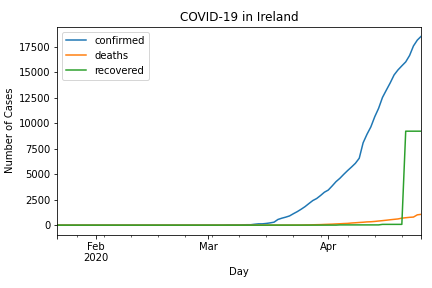 COVID-19 in Ireland
confirmed
deaths
recovered
Number of Cases
17500
15000
12500
10000
7500
5000
2500
0
Feb
2020
Mar
Apr
Day